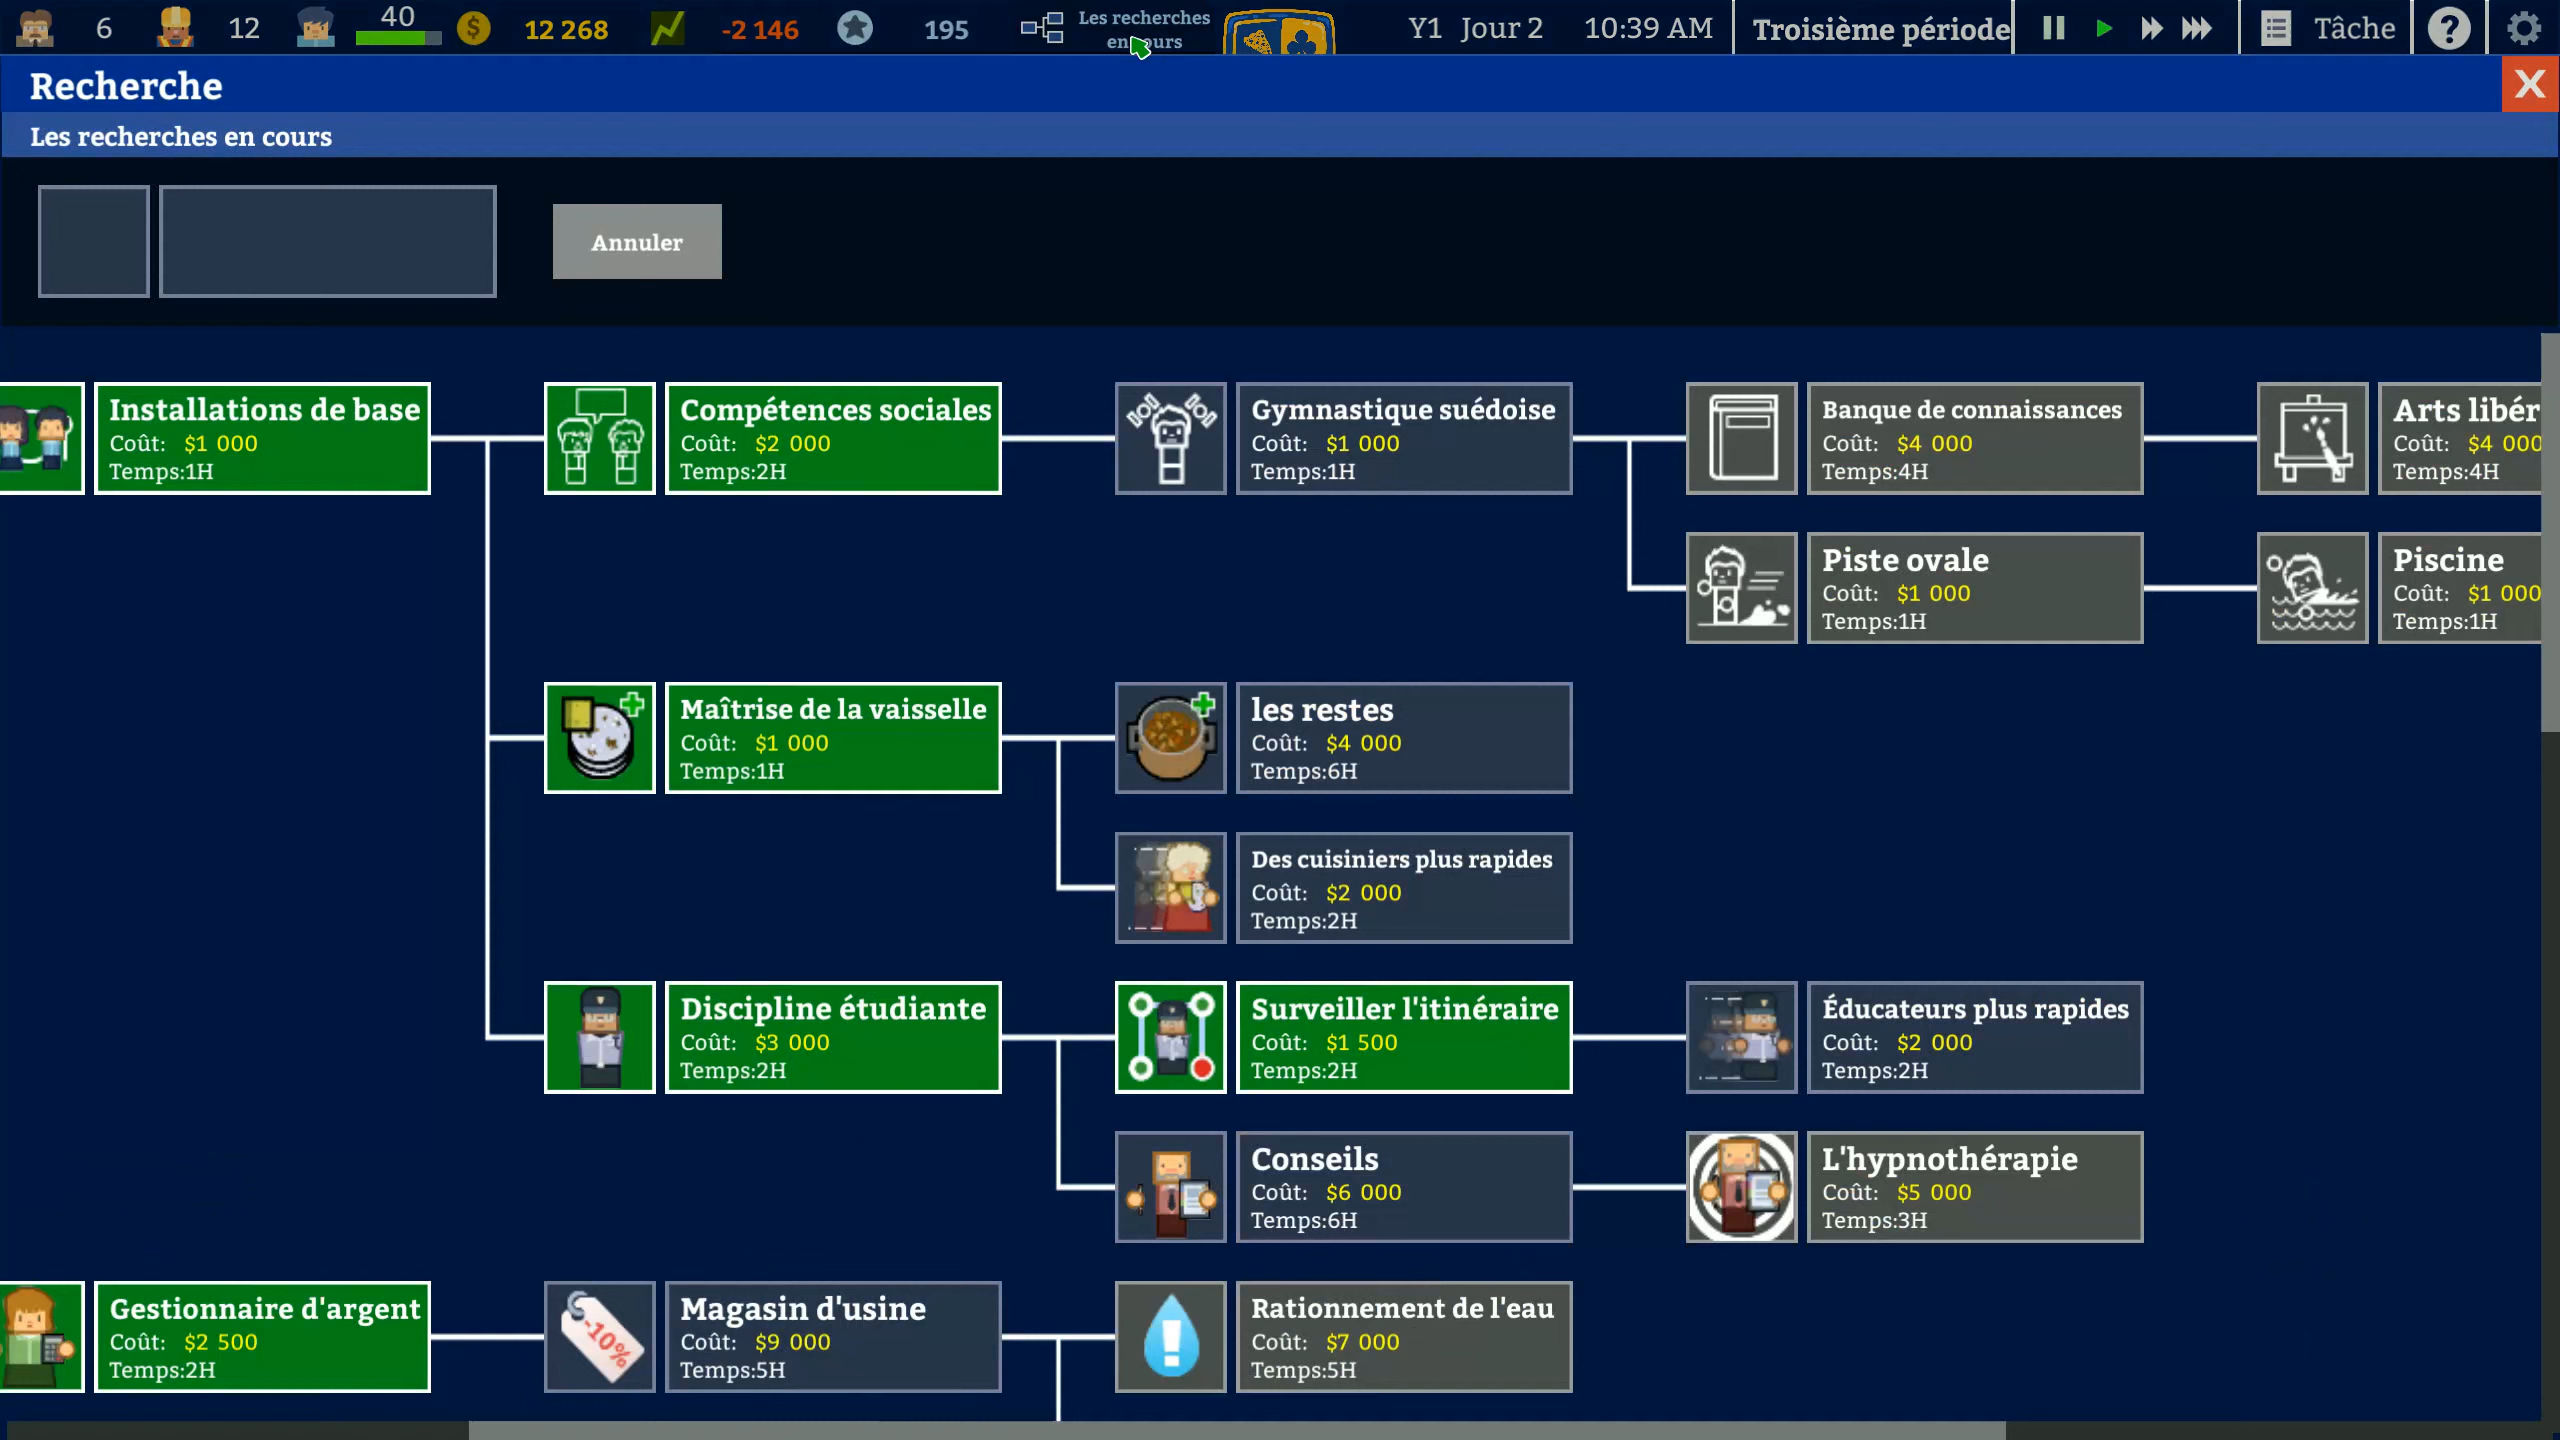 6
12
40
12 268
-2 146
195
Les recherches
en cours
Y1 Jour 2 10:39 AM
Troisième période
Tâche
?
Recherche
X
Les recherches en cours
Annuler
Installations de base
Coût: $1 000
Temps:1H
Compétences sociales
Coût: $2 000
Temps:2H
Gymnastique suédoise
Coût: $1 000
Temps:1H
Banque de connaissances
Coût: $4 000
Temps:4H
Arts libér
Coût: $4 000
Temps:4H
Piste ovale
Coût: $1 000
Temps:1H
Piscine
Coût: $1 000
Temps:1H
Maîtrise de la vaisselle
Coût: $1 000
Temps:1H
les restes
Coût: $4 000
Temps:6H
Des cuisiniers plus rapides
Coût: $2 000
Temps:2H
Discipline étudiante
Coût: $3 000
Temps:2H
Surveiller l'itinéraire
Coût: $1 500
Temps:2H
Éducateurs plus rapides
Coût: $2 000
Temps:2H
Conseils
Coût: $6 000
Temps:6H
L'hypnothérapie
Coût: $5 000
Temps:3H
Gestionnaire d'argent
Coût: $2 500
Temps:2H
-10%
Magasin d'usine
Coût: $9 000
Temps:5H
Rationnement de l'eau
Coût: $7 000
Temps:5H